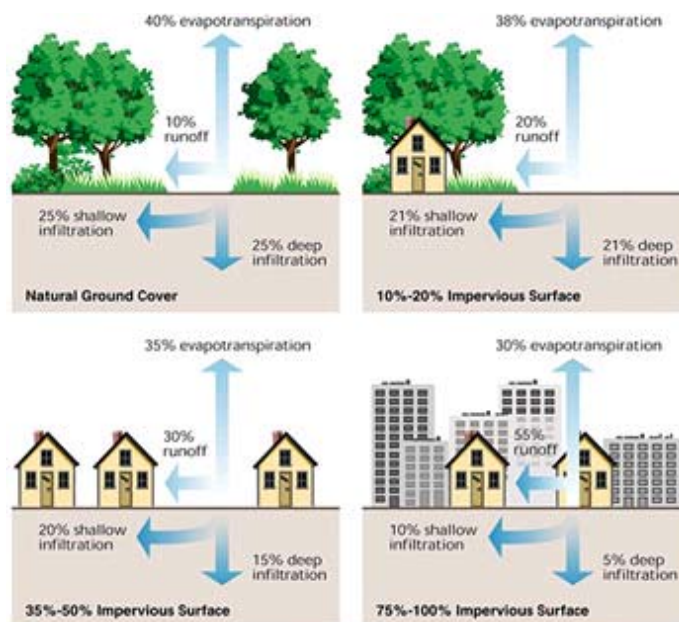 40% evapotranspiration
10%
runoff
25% shallow
infiltration
25% deep
infiltration
Natural Ground Cover
38% evapotranspiration
20%
runoff
21% shallow
infiltration
21% deep
infiltration
10%-20% Impervious Surface
35% evapotranspiration
30%
runoff
20% shallow
infiltration
15% deep
infiltration
35%-50% Impervious Surface
30% evapotranspiration
55%
runoff
10% shallow
infiltration
5% deep
infiltration
75%-100% Impervious Surface